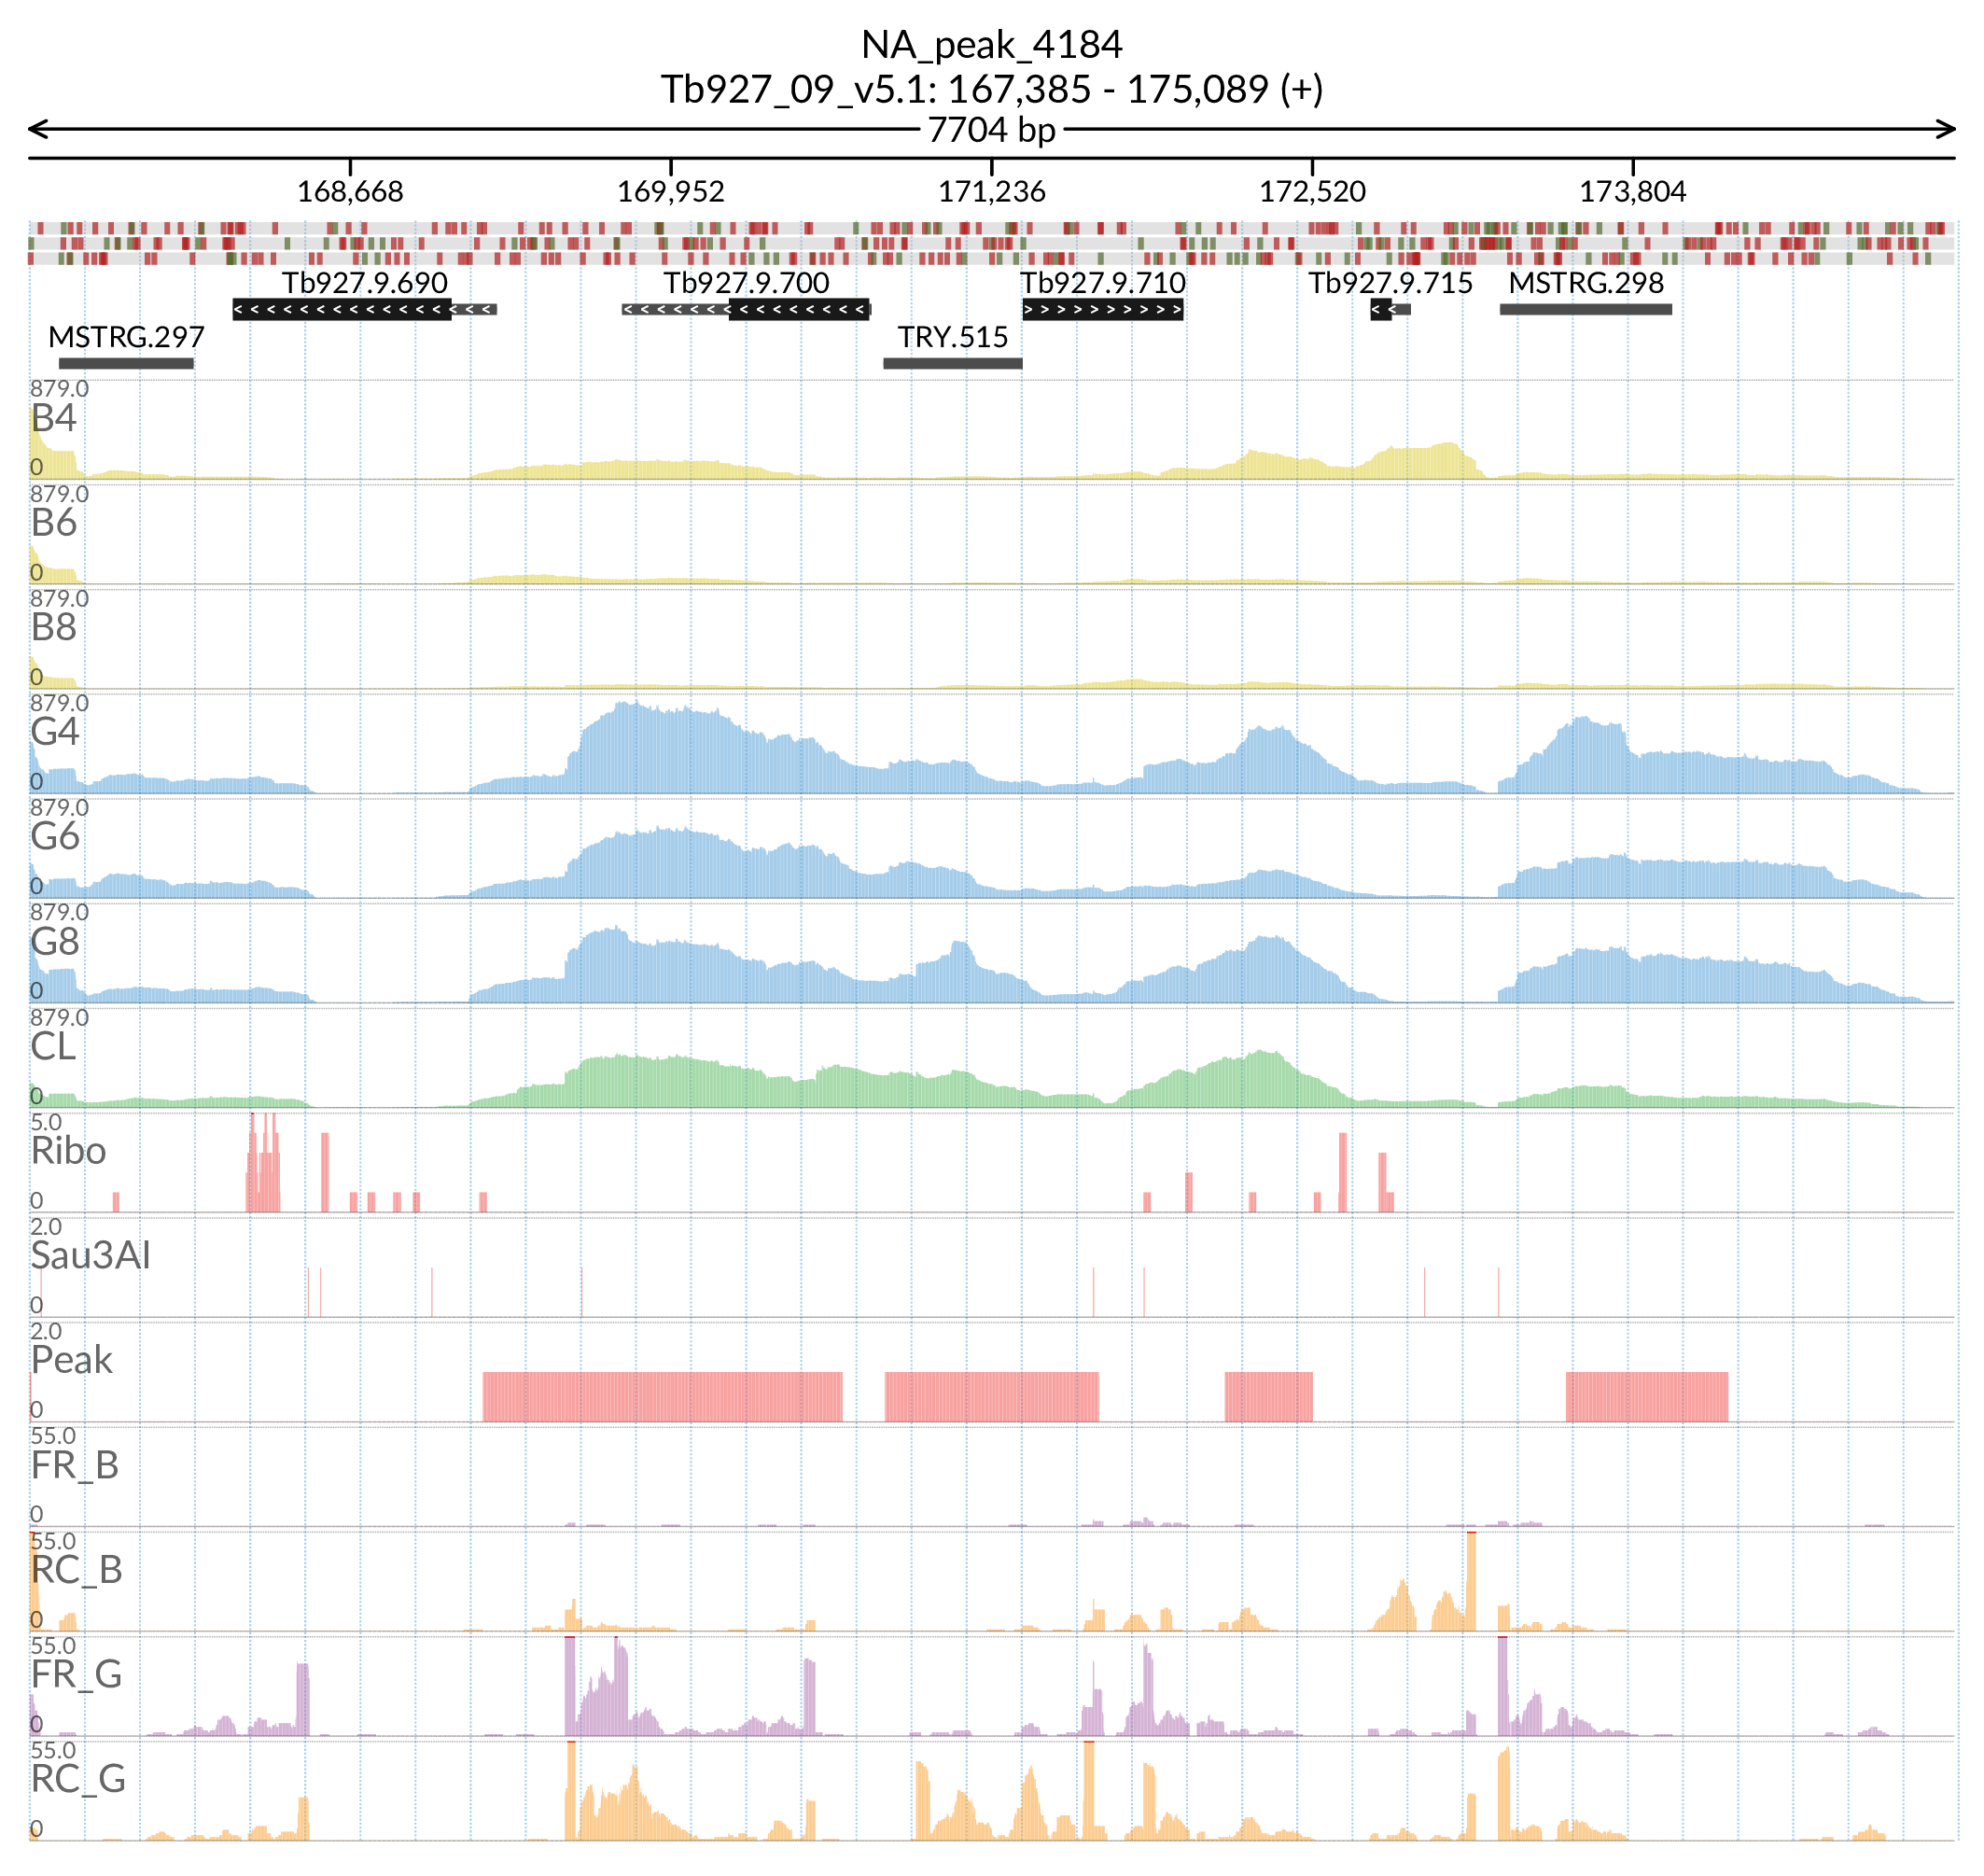 NA_peak_4184
Tb927_09_v5.1: 167,385 - 175,089 (+)
7704 bp
168,668 169,952 171,236 172,520 173,804
Tb927.9.690 Tb927.9.700 Tb927.9.710 Tb927.9.715 MSTRG.298
MSTRG.297 TRY.515
879.0
B4
0
879.0
B6
0
879.0
B8
0
879.0
G4
0
879.0
G6
0
879.0
G8
0
879.0
CL
0
5.0
Ribo
0
2.0
Sau3AI
0
2.0
Peak
0
55.0
FR_B
0
55.0
RC_B
0
55.0
FR_G
0
55.0
RC_G
0